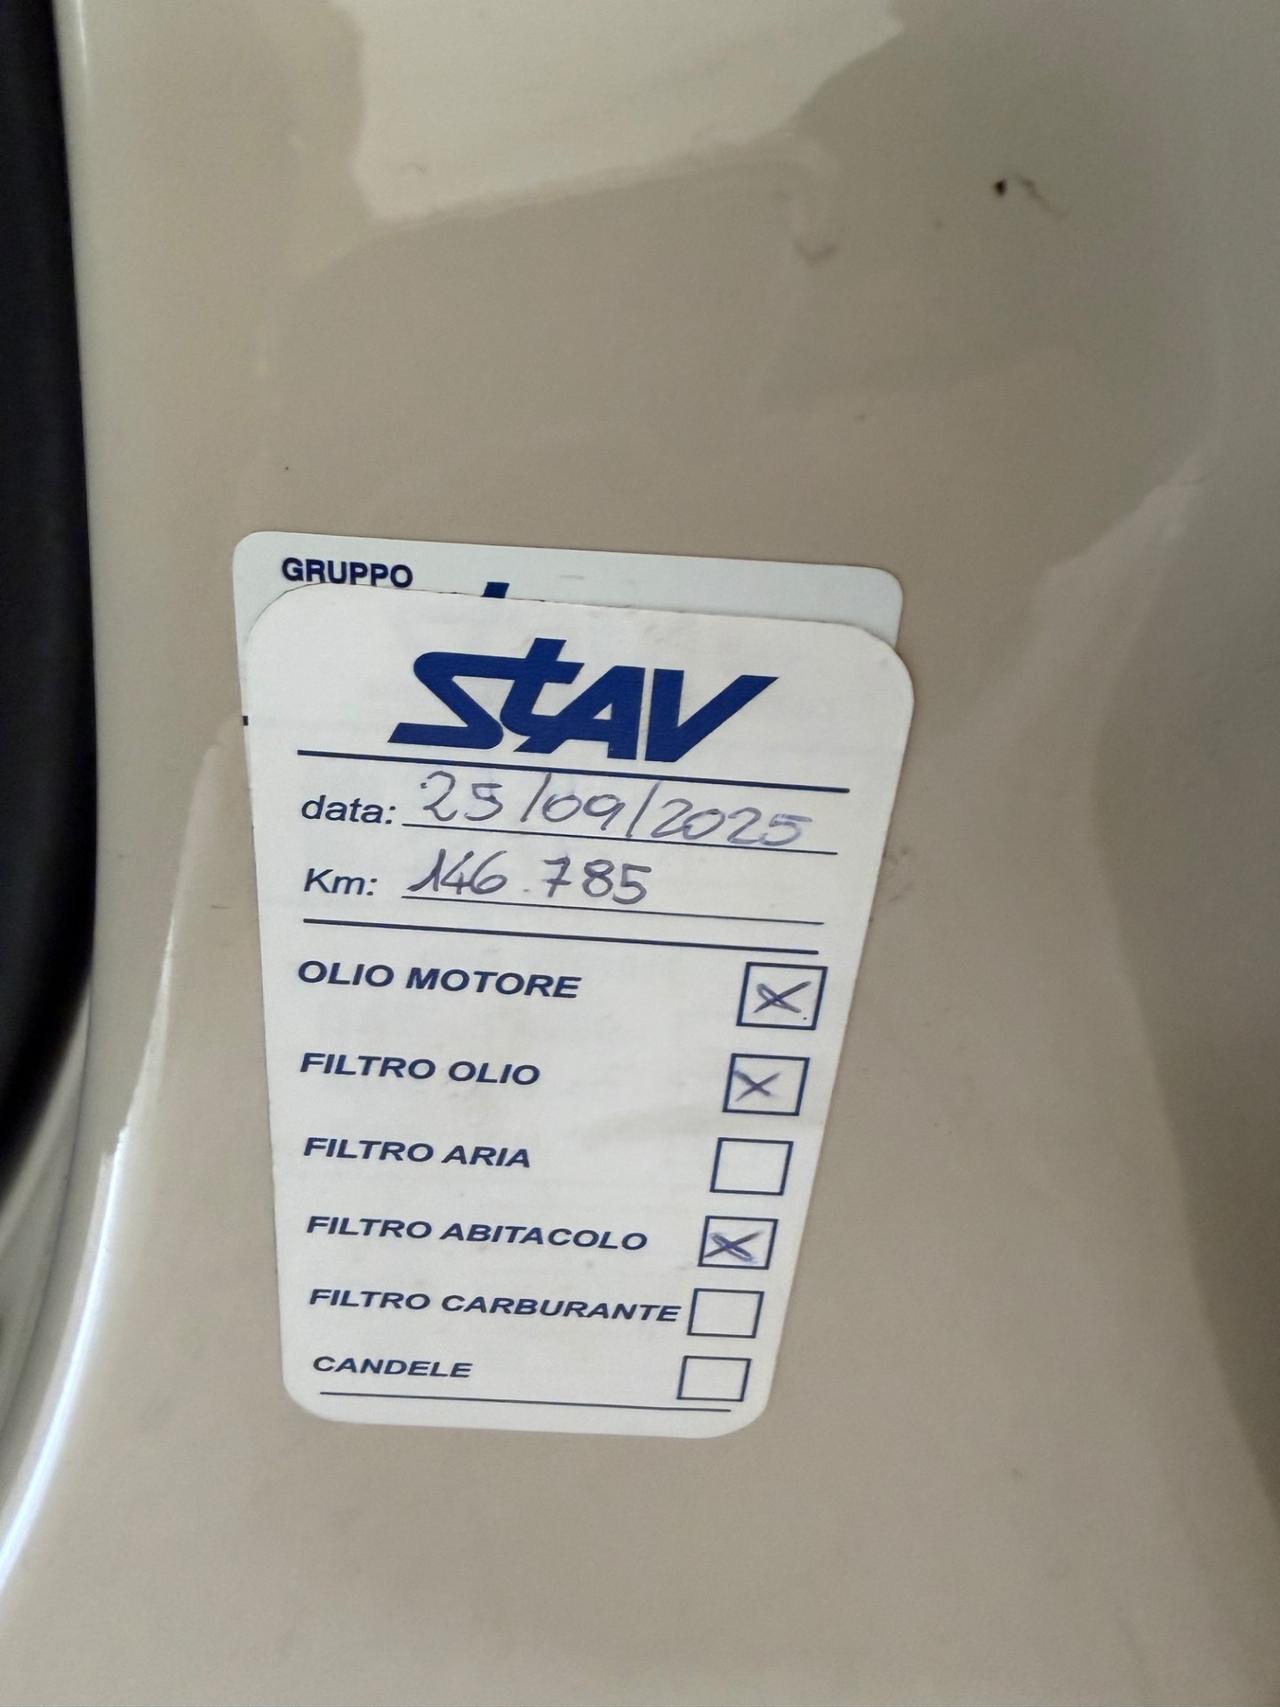 GRUPPO
stAV
data: 25/09/2025
Km: 146.785
OLIO MOTORE X
FILTRO OLIO X
FILTRO ARIA
FILTRO ABITACOLO X
FILTRO CARBURANTE
CANDELE